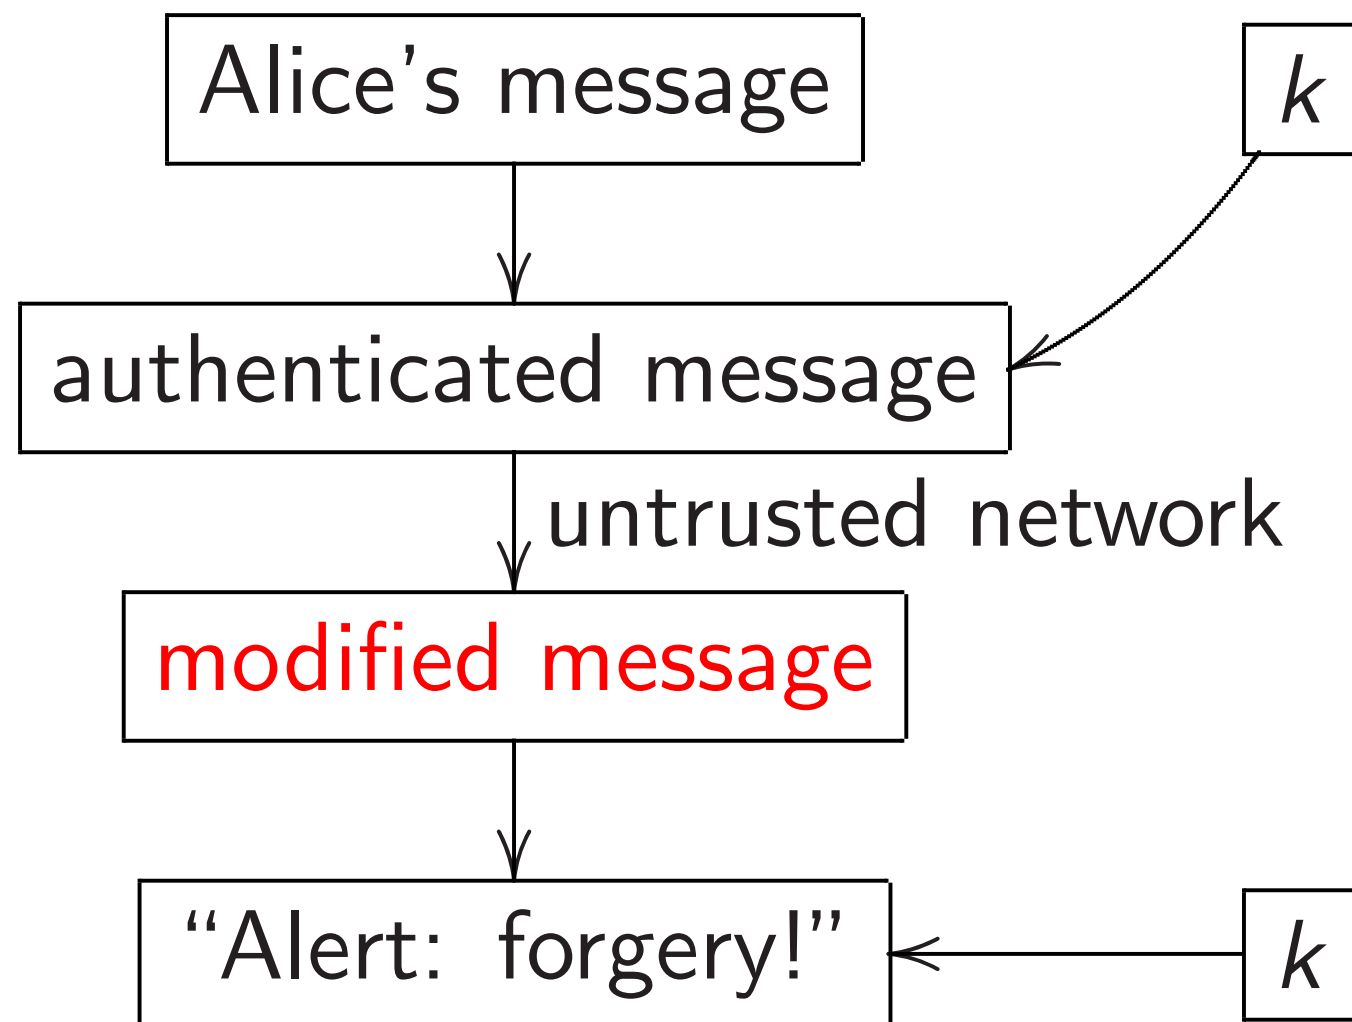 Alice’s message
k
authenticated message
untrusted network
modified message
“Alert: forgery!”
k